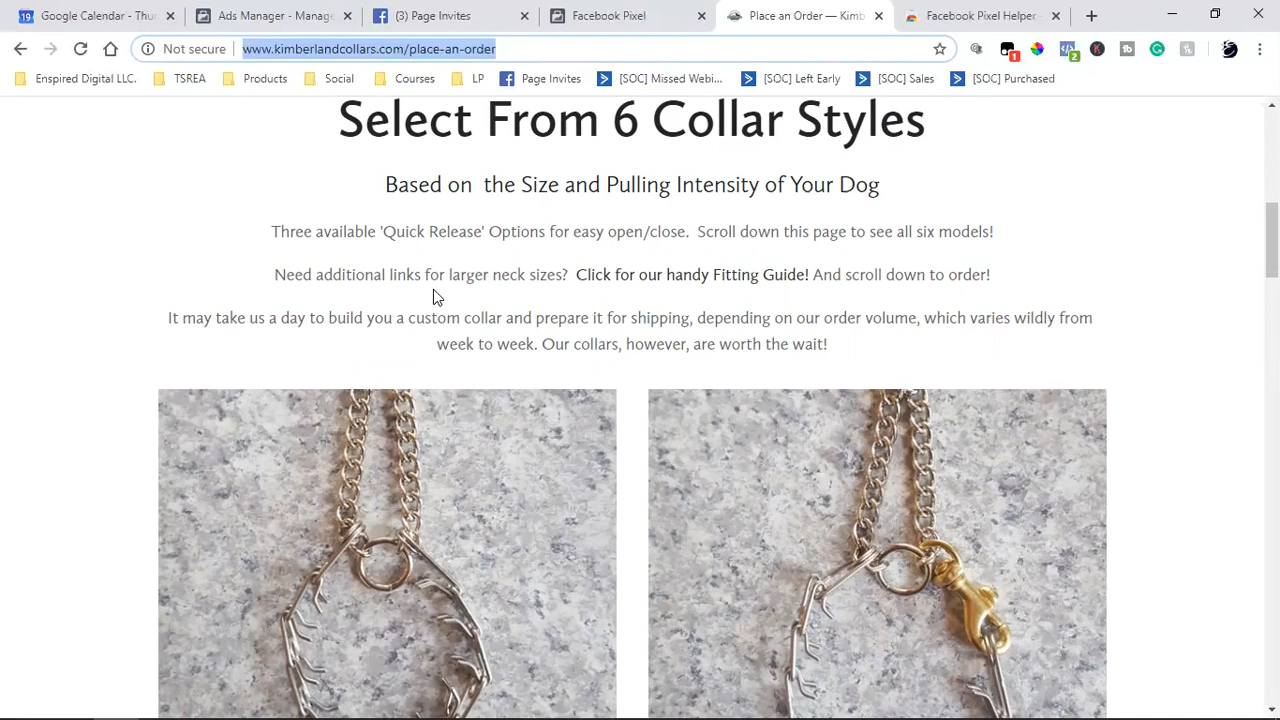 Google Calendar - Thu
Ads Manager - Manage
(3) Page Invites
Facebook Pixel
Place an Order — Kimb
Facebook Pixel Helper -
Not secure
www.kimberlandcollars.com/place-an-order
1
2
Enspired Digital LLC.
TSREA
Products
Social
Courses
LP
Page Invites
[SOC] Missed Webi...
[SOC] Left Early
[SOC] Sales
[SOC] Purchased
Select From 6 Collar Styles
Based on the Size and Pulling Intensity of Your Dog
Three available 'Quick Release' Options for easy open/close. Scroll down this page to see all six models!
Need additional links for larger neck sizes? Click for our handy Fitting Guide! And scroll down to order!
It may take us a day to build you a custom collar and prepare it for shipping, depending on our order volume, which varies wildly from
week to week. Our collars, however, are worth the wait!